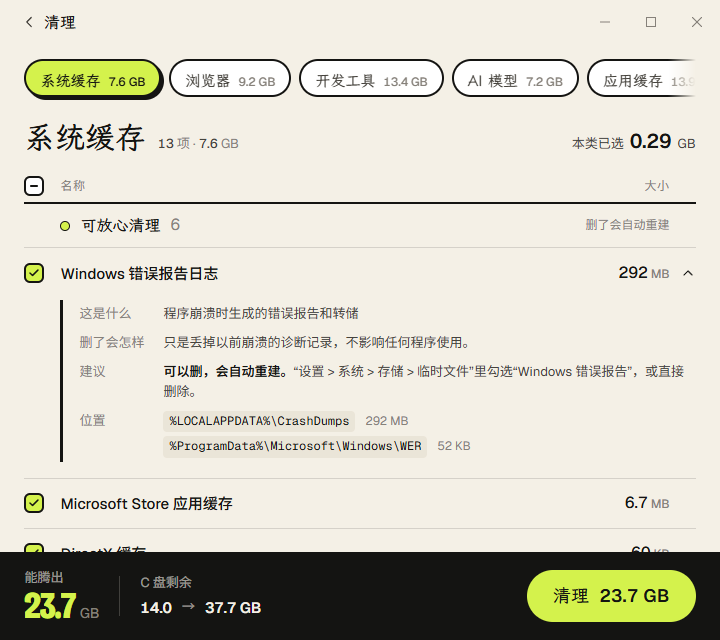 清理
系统缓存 7.6 GB 浏览器 9.2 GB 开发工具 13.4 GB AI 模型 7.2 GB 应用缓存 13.9
系统缓存 13 项 · 7.6 GB 本类已选 0.29 GB
名称 大小
可放心清理 6 删了会自动重建
Windows 错误报告日志 292 MB
这是什么 程序崩溃时生成的错误报告和转储
删了会怎样 只是丢掉以前崩溃的诊断记录，不影响任何程序使用。
建议 可以删，会自动重建。“设置 > 系统 > 存储 > 临时文件”里勾选“Windows 错误报告”，或直接
删除。
位置 %LOCALAPPDATA%\CrashDumps 292 MB
%ProgramData%\Microsoft\Windows\WER 52 KB
Microsoft Store 应用缓存 6.7 MB
DirectX 缓存 60 KB
能腾出 C 盘剩余
23.7 GB 14.0 → 37.7 GB 清理 23.7 GB